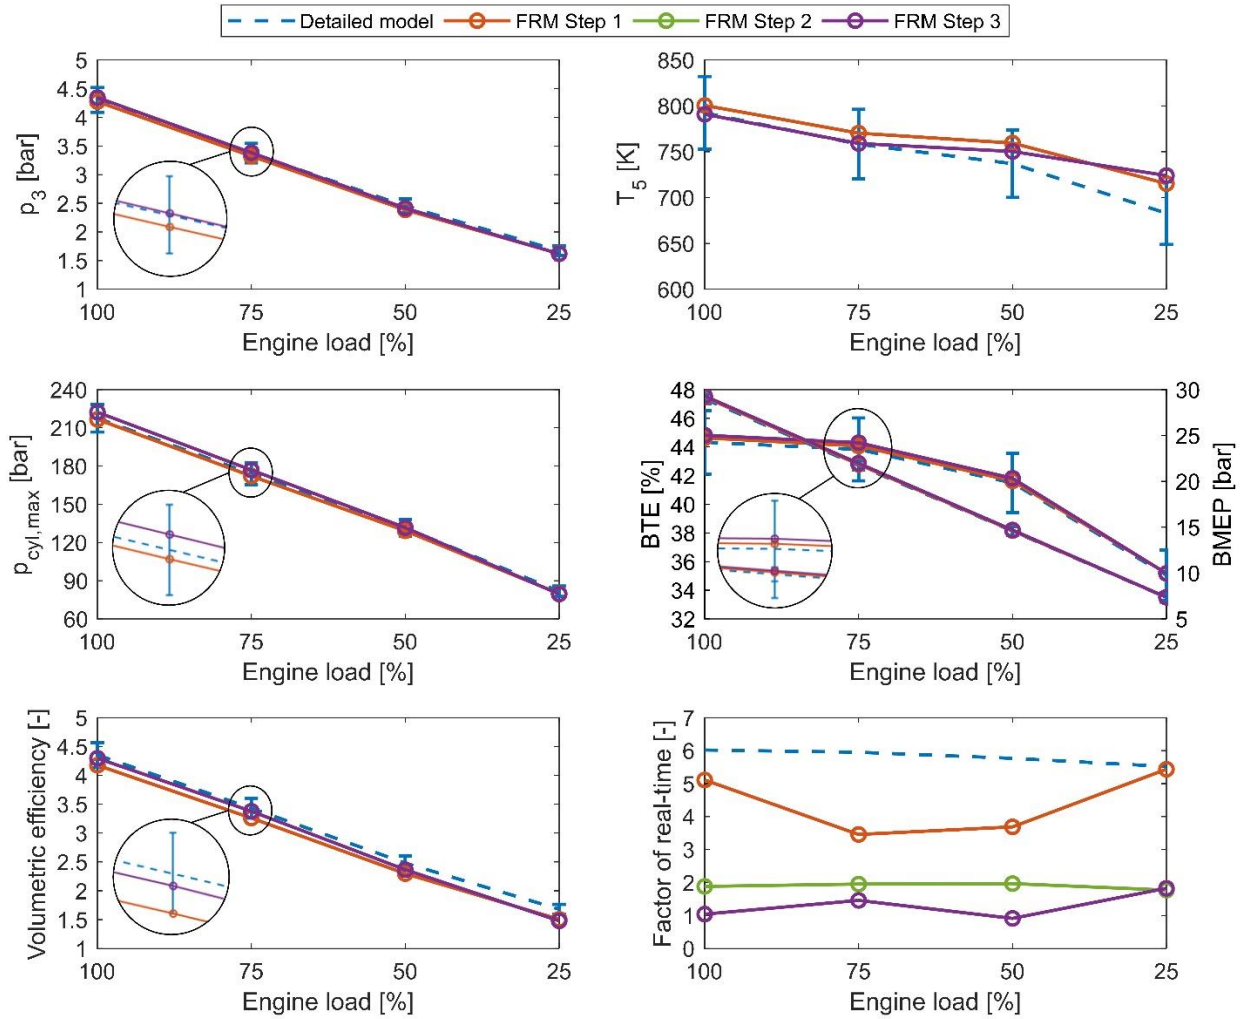 Detailed model FRM Step 1 FRM Step 2 FRM Step 3
p3 [bar]
5
4.5
4
3.5
3
2.5
2
1.5
1
100 75 50 25
Engine load [%]
T5 [K]
850
800
750
700
650
600
100 75 50 25
Engine load [%]
pcyl,max [bar]
240
210
180
150
120
90
60
100 75 50 25
Engine load [%]
BTE [%]
48
46
44
42
40
38
36
34
32
100 75 50 25
Engine load [%]
30
25
20
15
10
5
BMEP [bar]
Volumetric efficiency [-]
5
4.5
4
3.5
3
2.5
2
1.5
1
100 75 50 25
Engine load [%]
Factor of real-time [-]
7
6
5
4
3
2
1
0
100 75 50 25
Engine load [%]